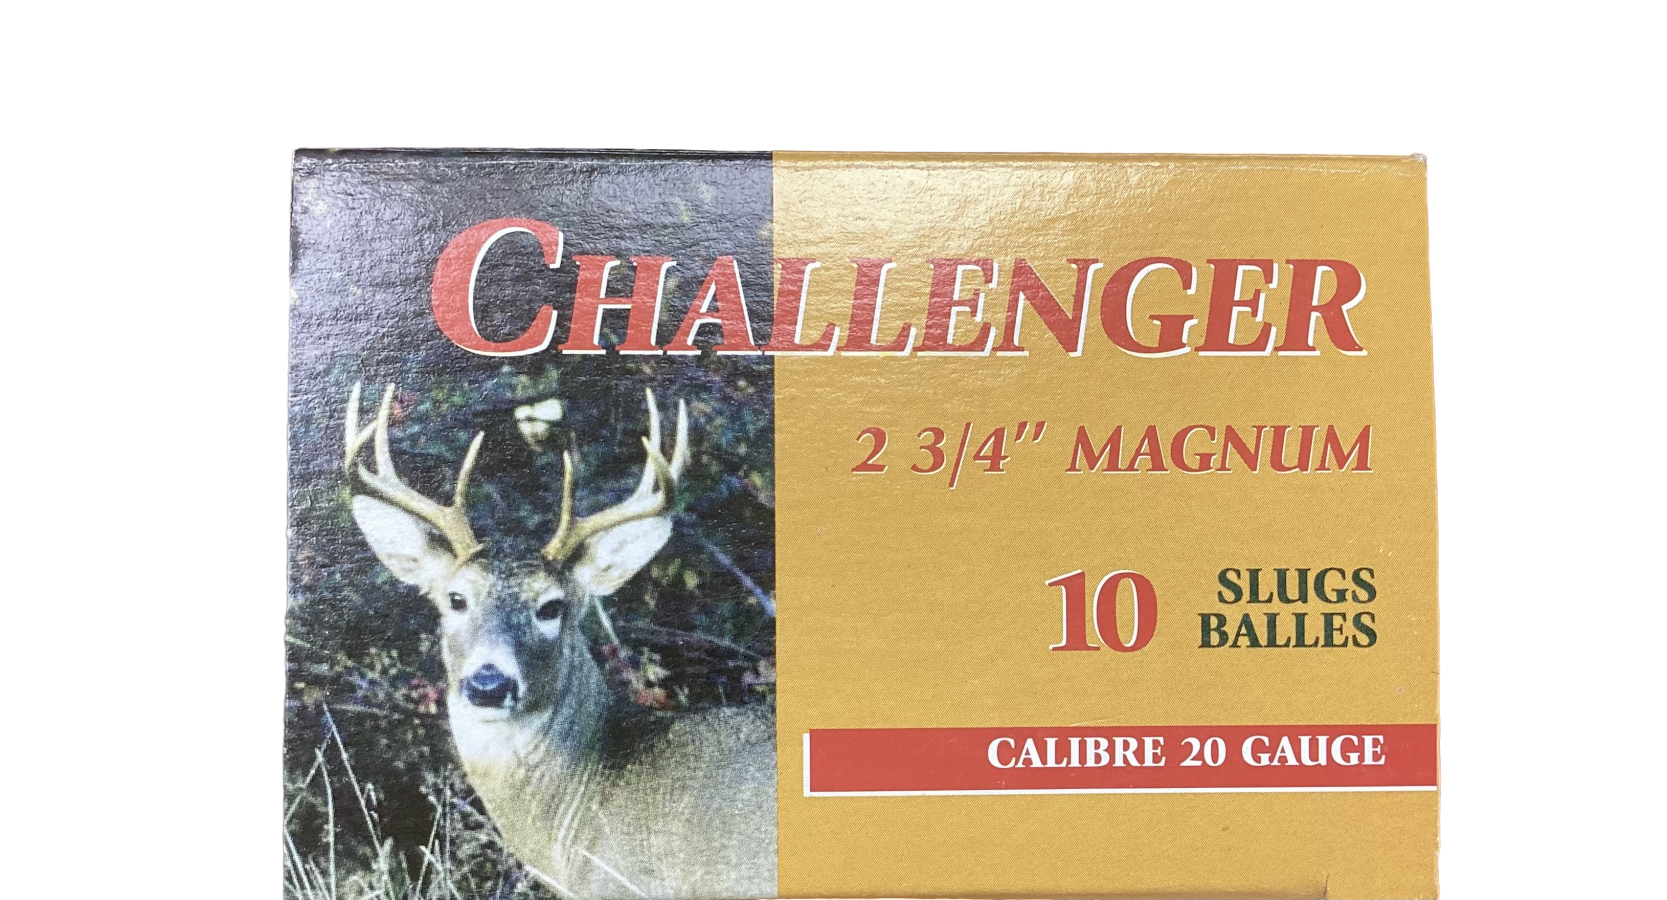 CHALLENGER
2 3/4" MAGNUM
10 SLUGS
BALLES
CALIBRE 20 GAUGE